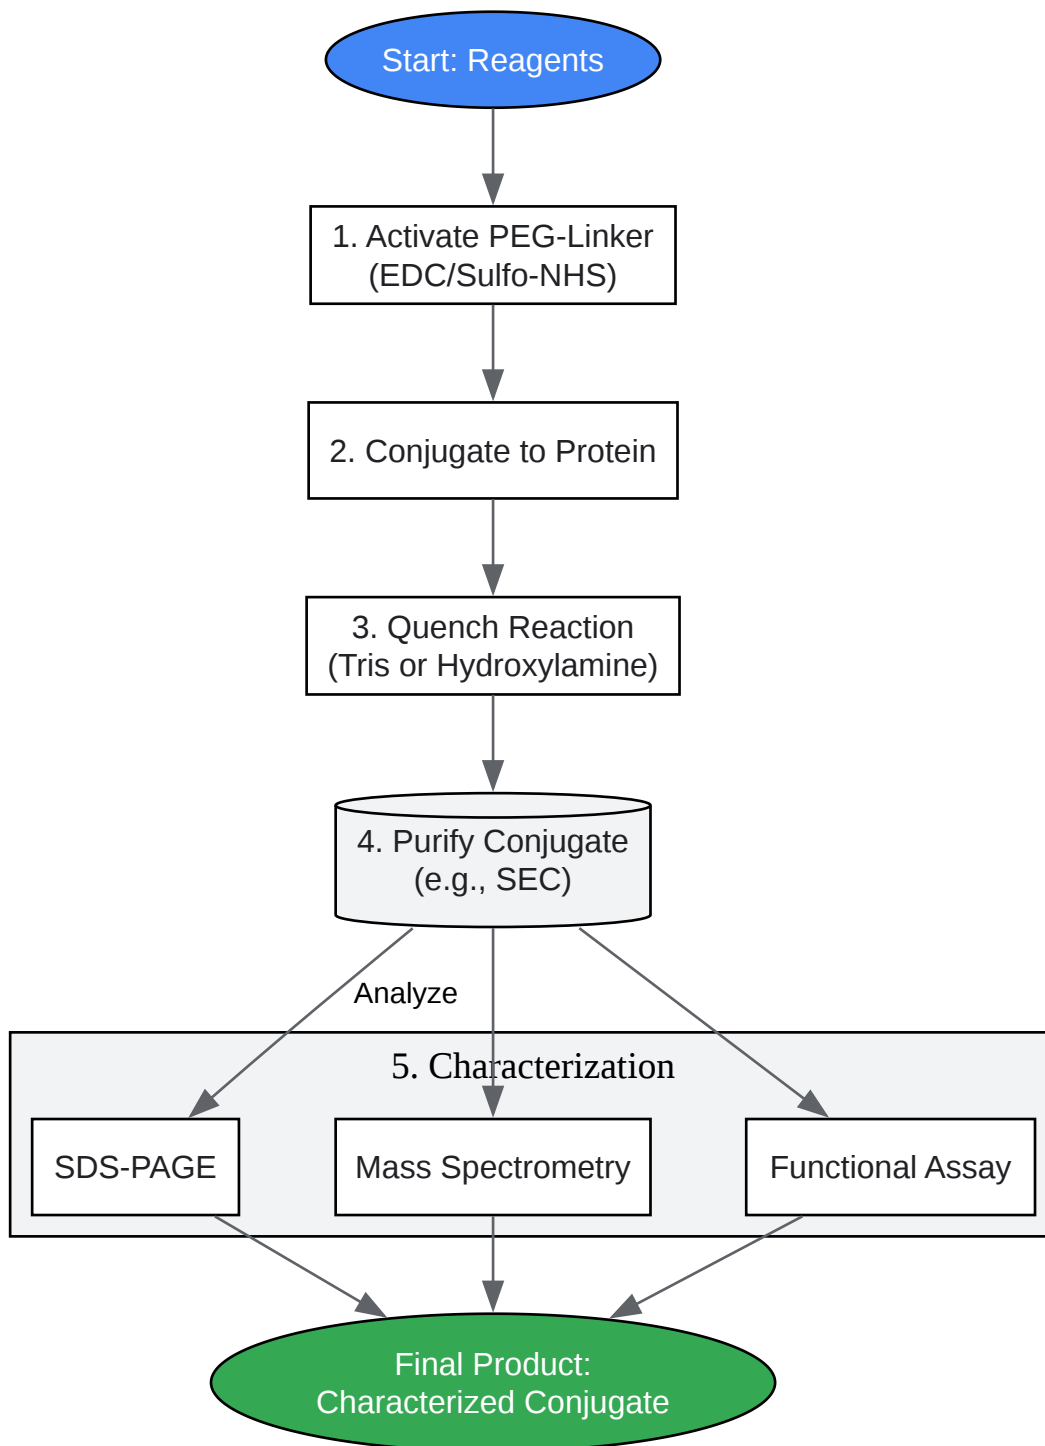 Start: Reagents
1. Activate PEG-Linker
(EDC/Sulfo-NHS)
2. Conjugate to Protein
3. Quench Reaction
(Tris or Hydroxylamine)
4. Purify Conjugate
(e.g., SEC)
Analyze
5. Characterization
SDS-PAGE
Mass Spectrometry
Functional Assay
Final Product:
Characterized Conjugate